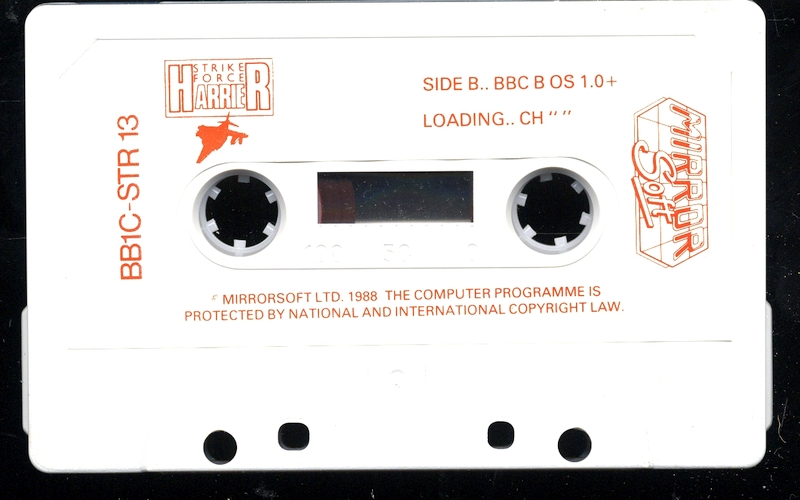 STRIKE
FORCE
HARRIER
SIDE B.. BBC B OS 1.0+
LOADING.. CH “ ”
BB1C-STR 13
MIRROR
Soft
100 50 0
MIRRORSOFT LTD. 1988 THE COMPUTER PROGRAMME IS
PROTECTED BY NATIONAL AND INTERNATIONAL COPYRIGHT LAW.